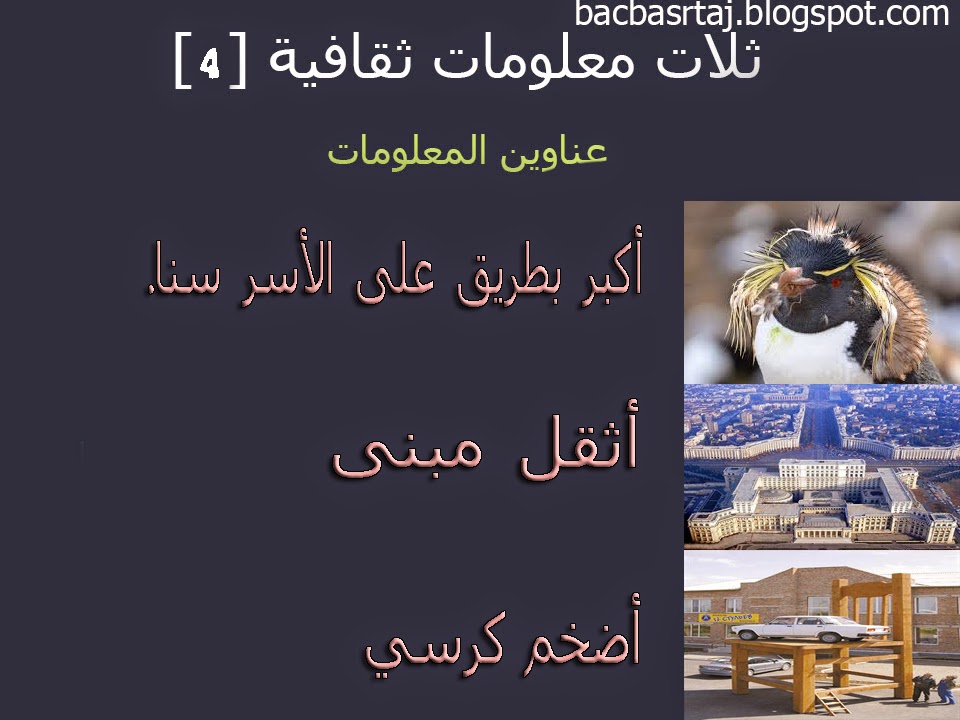 bacbasrtaj.blogspot.com
ثلاث معلومات ثقافية [4]
عناوين المعلومات
أكبر بطريق على الأسر سنا.
أثقل مبنى
أضخم كرسي